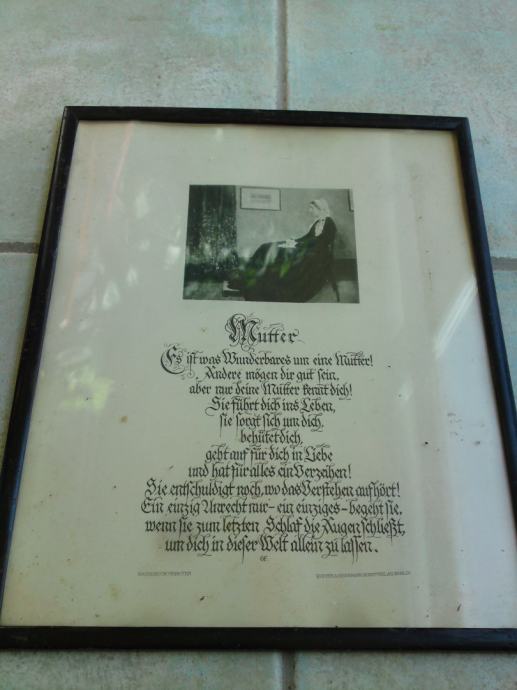 Mutter
Es ist was Wunderbares um eine Mutter!
Andere mögen dir gut sein,
aber nur deine Mutter kennt dich!
Sie führt dich ins Leben,
sie sorgt sich um dich,
behütet dich,
geht auf für dich in Liebe
und hat für alles ein Verzeihen!
Sie entschuldigt noch, wo das Verstehen aufhört!
Ein einzig Unrecht nur – ein einziges – begeht sie,
wenn sie zum letzten Schlaf die Augen schließt,
um dich in dieser Welt allein zu lassen.
NACHDRUCK VERBOTEN